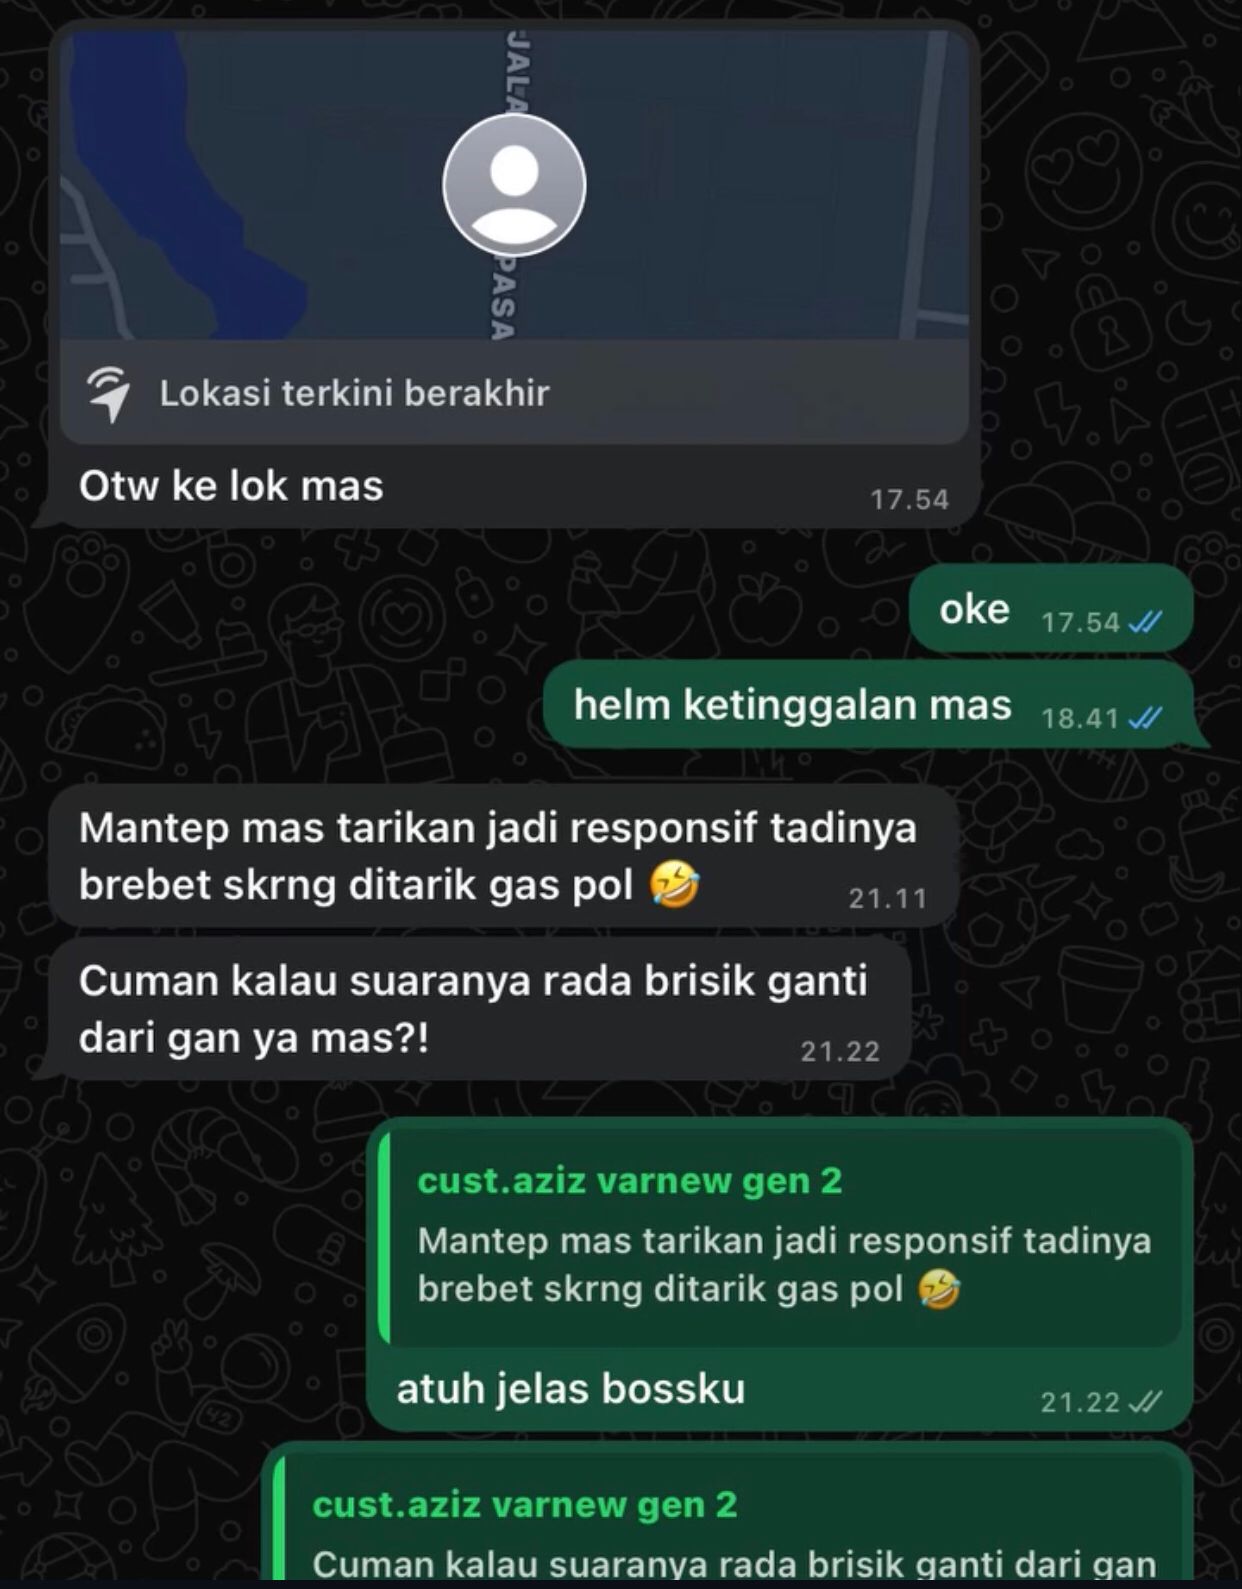 JALA
PASA
Lokasi terkini berakhir
Otw ke lok mas
17.54
oke
17.54
helm ketinggalan mas
18.41
Mantep mas tarikan jadi responsif tadinya
brebet skrng ditarik gas pol 🤣
21.11
Cuman kalau suaranya rada brisik ganti
dari gan ya mas?!
21.22
cust.aziz varnew gen 2
Mantep mas tarikan jadi responsif tadinya
brebet skrng ditarik gas pol 🤣
atuh jelas bossku
21.22
cust.aziz varnew gen 2
Cuman kalau suaranya rada brisik ganti dari gan